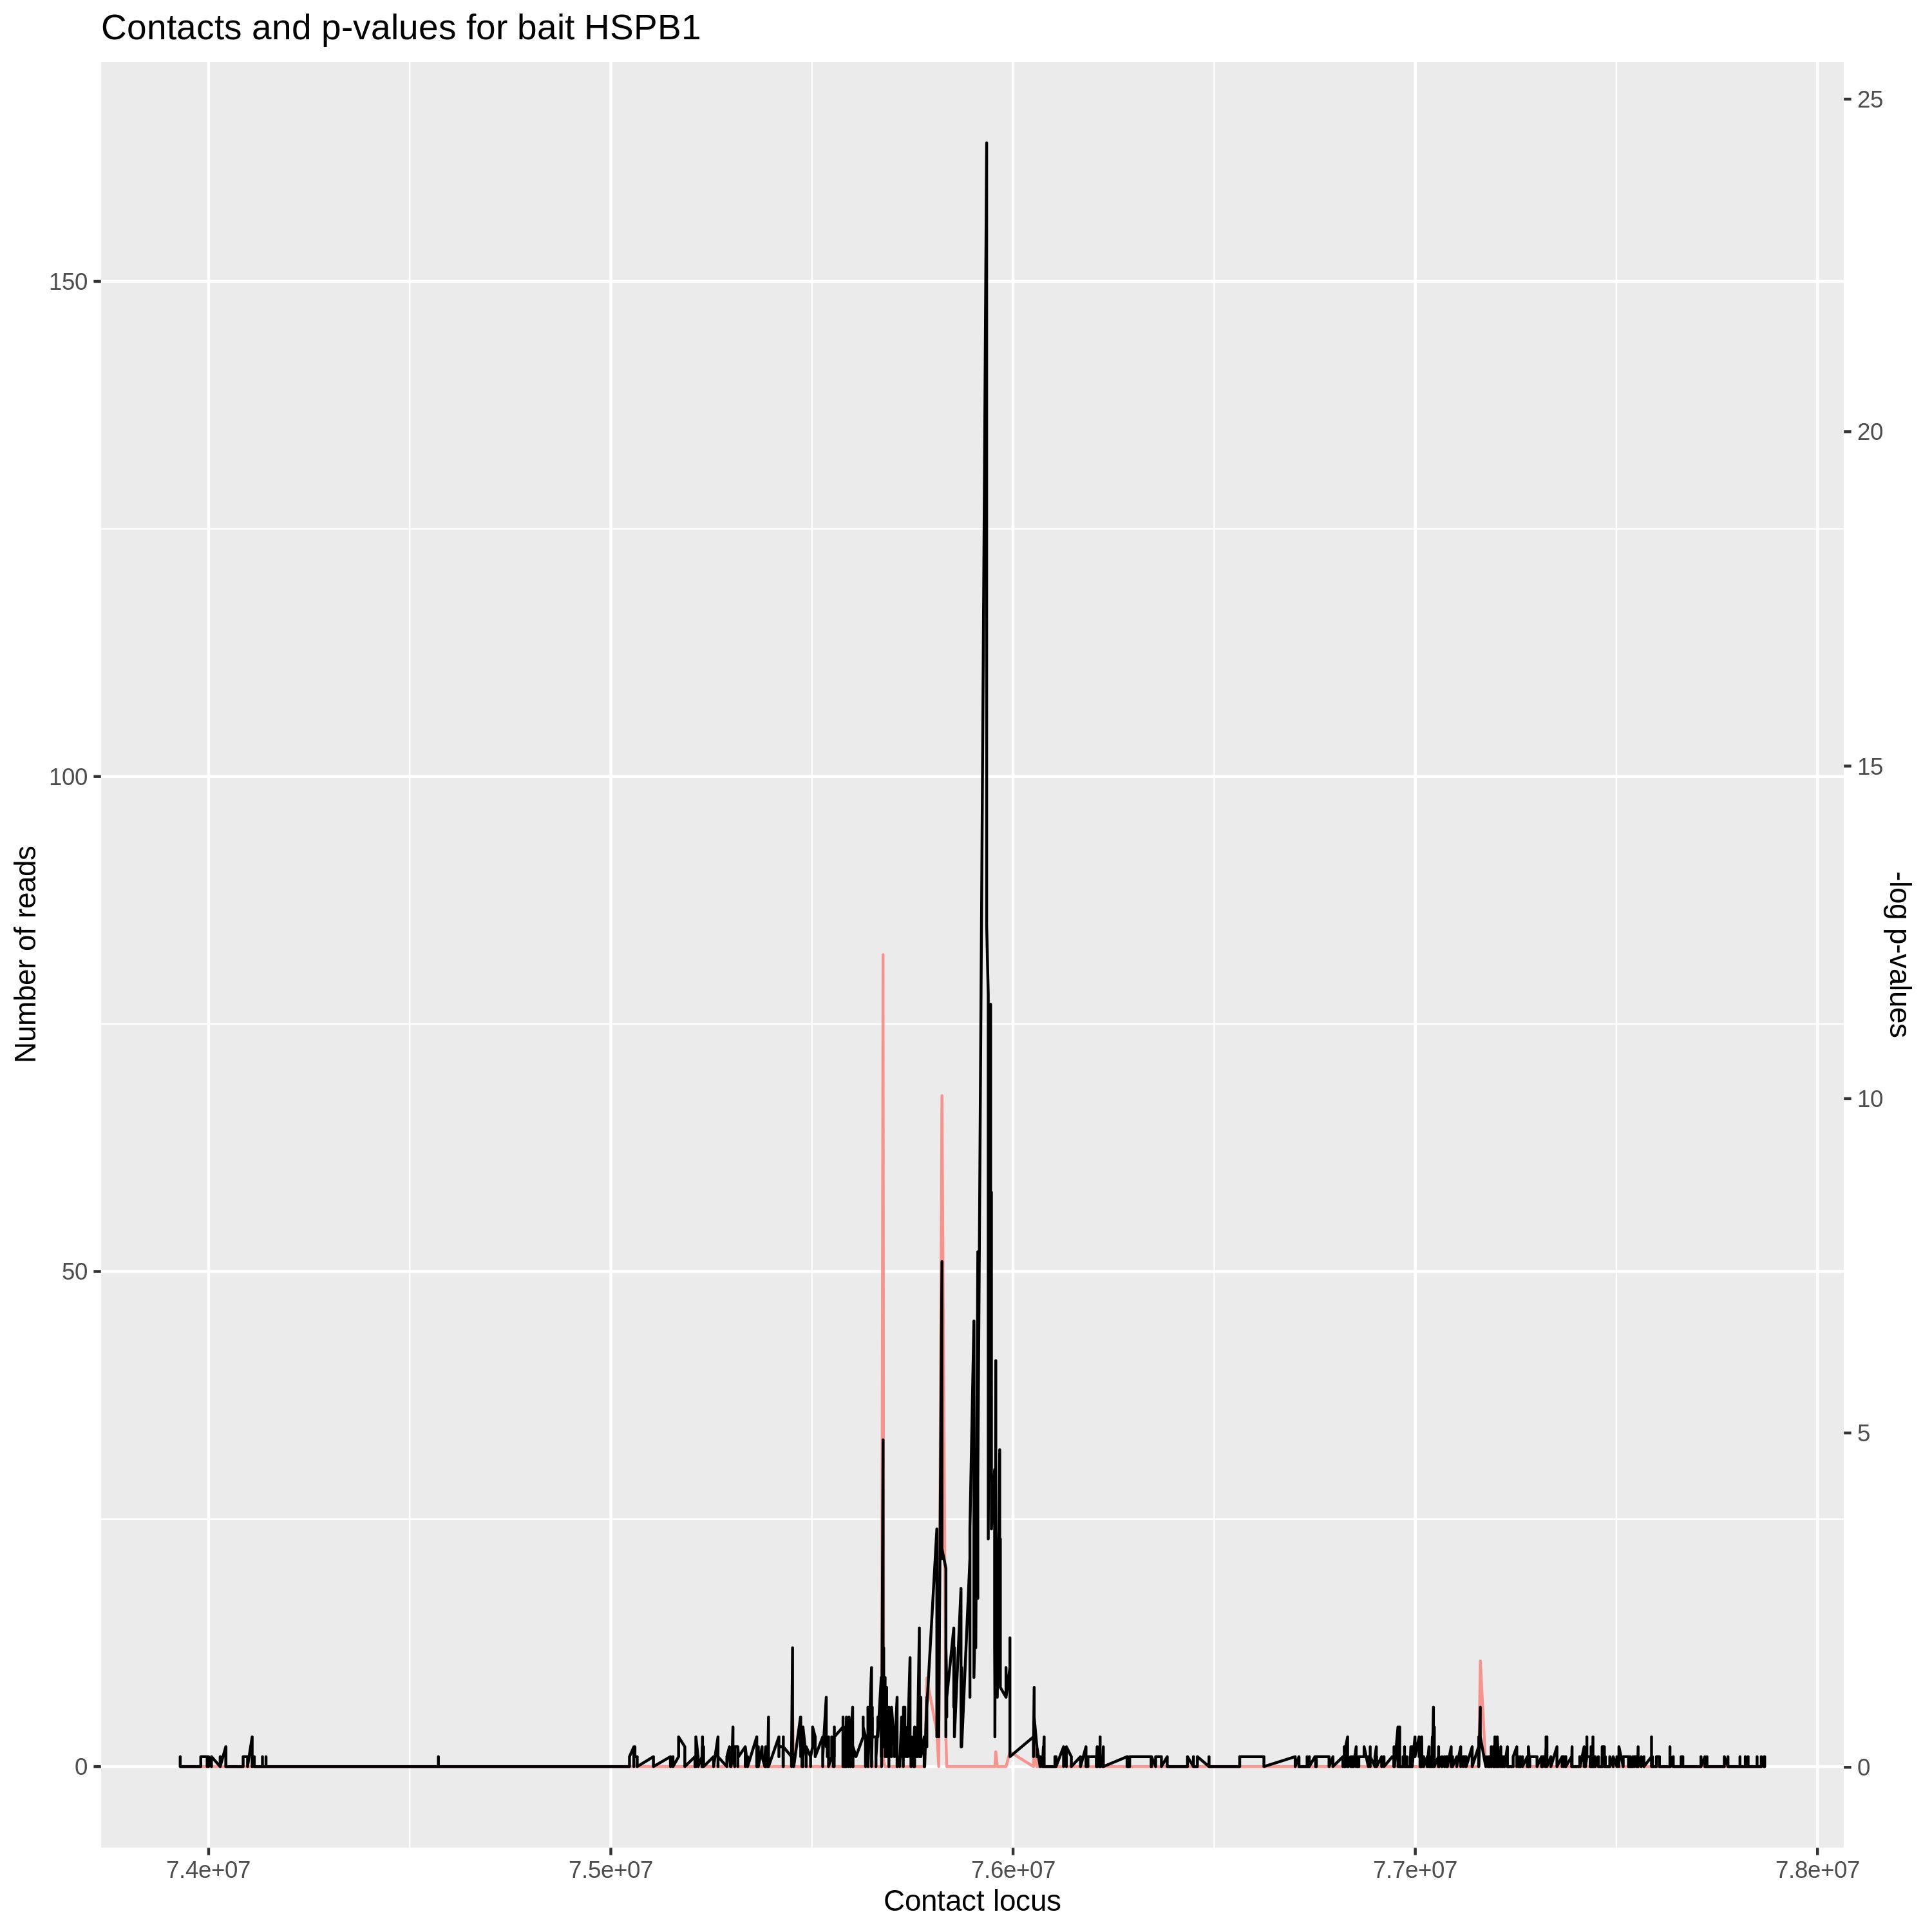 Contacts and p-values for bait HSPB1
150
100
50
0
Number of reads
25
20
15
10
5
0
-log p-values
7.4e+07
7.5e+07
7.6e+07
7.7e+07
7.8e+07
Contact locus